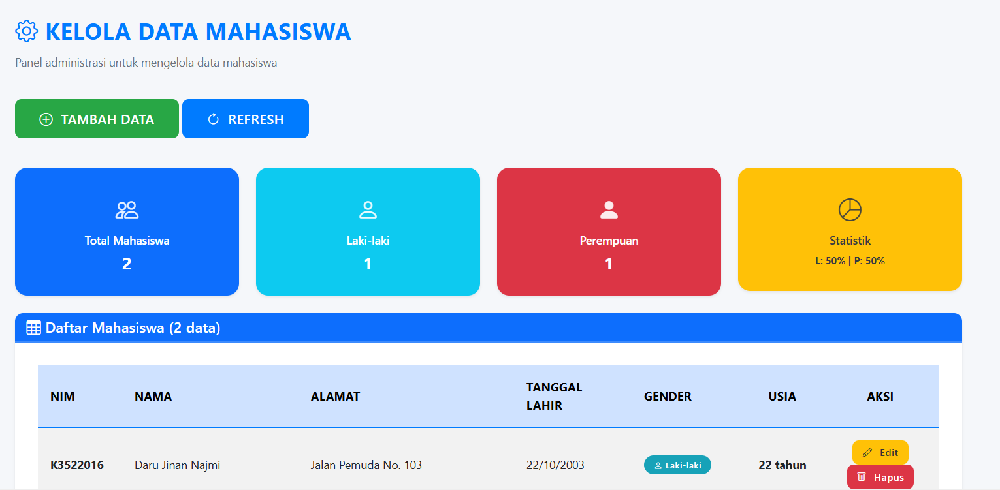 KELOLA DATA MAHASISWA
Panel administrasi untuk mengelola data mahasiswa
TAMBAH DATA REFRESH
Total Mahasiswa
2
Laki-laki
1
Perempuan
1
Statistik
L: 50% | P: 50%
Daftar Mahasiswa (2 data)
NIM NAMA ALAMAT TANGGAL LAHIR GENDER USIA AKSI
K3522016 Daru Jinan Najmi Jalan Pemuda No. 103 22/10/2003 Laki-laki 22 tahun Edit
Hapus